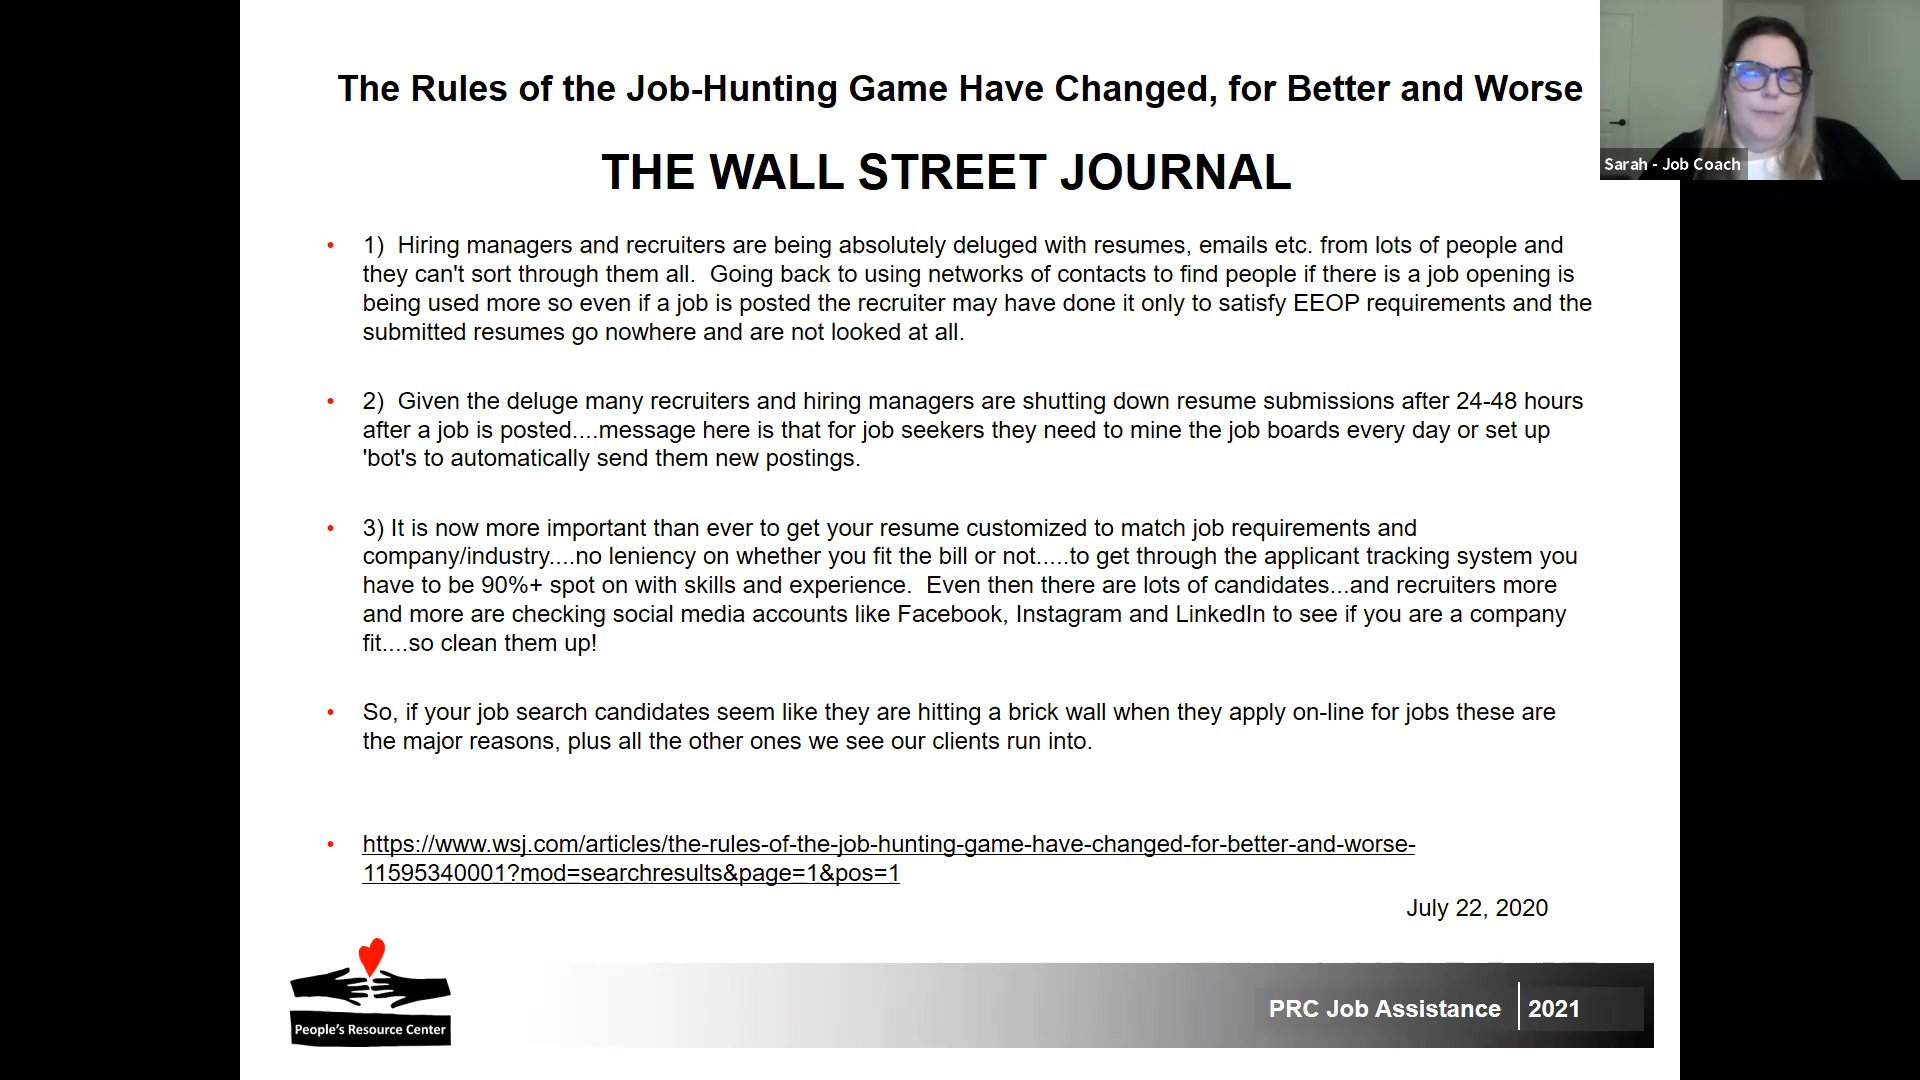 The Rules of the Job-Hunting Game Have Changed, for Better and Worse
THE WALL STREET JOURNAL
Sarah - Job Coach
• 1)  Hiring managers and recruiters are being absolutely deluged with resumes, emails etc. from lots of people and
they can't sort through them all.  Going back to using networks of contacts to find people if there is a job opening is
being used more so even if a job is posted the recruiter may have done it only to satisfy EEOP requirements and the
submitted resumes go nowhere and are not looked at all.
• 2)  Given the deluge many recruiters and hiring managers are shutting down resume submissions after 24-48 hours
after a job is posted....message here is that for job seekers they need to mine the job boards every day or set up
'bot's to automatically send them new postings.
• 3) It is now more important than ever to get your resume customized to match job requirements and
company/industry....no leniency on whether you fit the bill or not.....to get through the applicant tracking system you
have to be 90%+ spot on with skills and experience.  Even then there are lots of candidates...and recruiters more
and more are checking social media accounts like Facebook, Instagram and LinkedIn to see if you are a company
fit....so clean them up!
• So, if your job search candidates seem like they are hitting a brick wall when they apply on-line for jobs these are
the major reasons, plus all the other ones we see our clients run into.
• https://www.wsj.com/articles/the-rules-of-the-job-hunting-game-have-changed-for-better-and-worse-
11595340001?mod=searchresults&page=1&pos=1
July 22, 2020
People's Resource Center
PRC Job Assistance | 2021